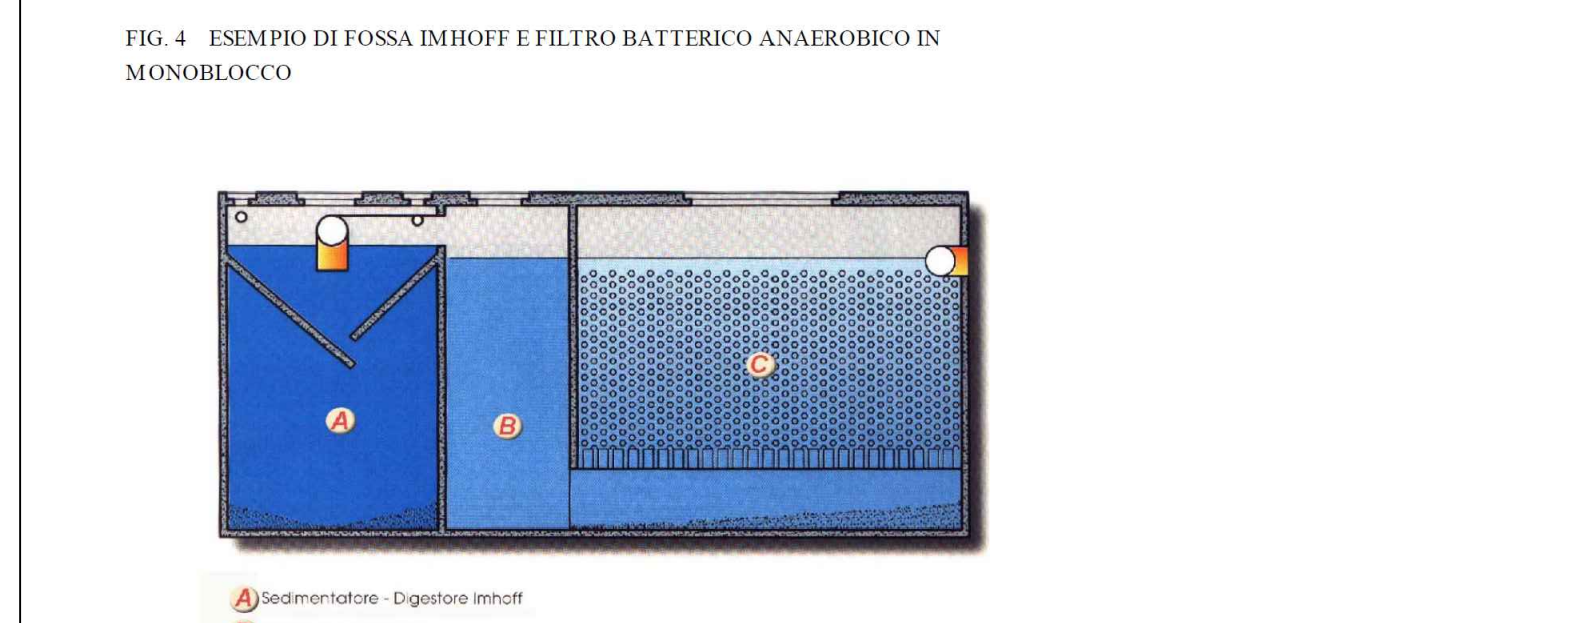 FIG. 4 ESEMPIO DI FOSSA IMHOFF E FILTRO BATTERICO ANAEROBICO IN
MONOBLOCCO
A
B
C
A Sedimentatore - Digestore Imhoff